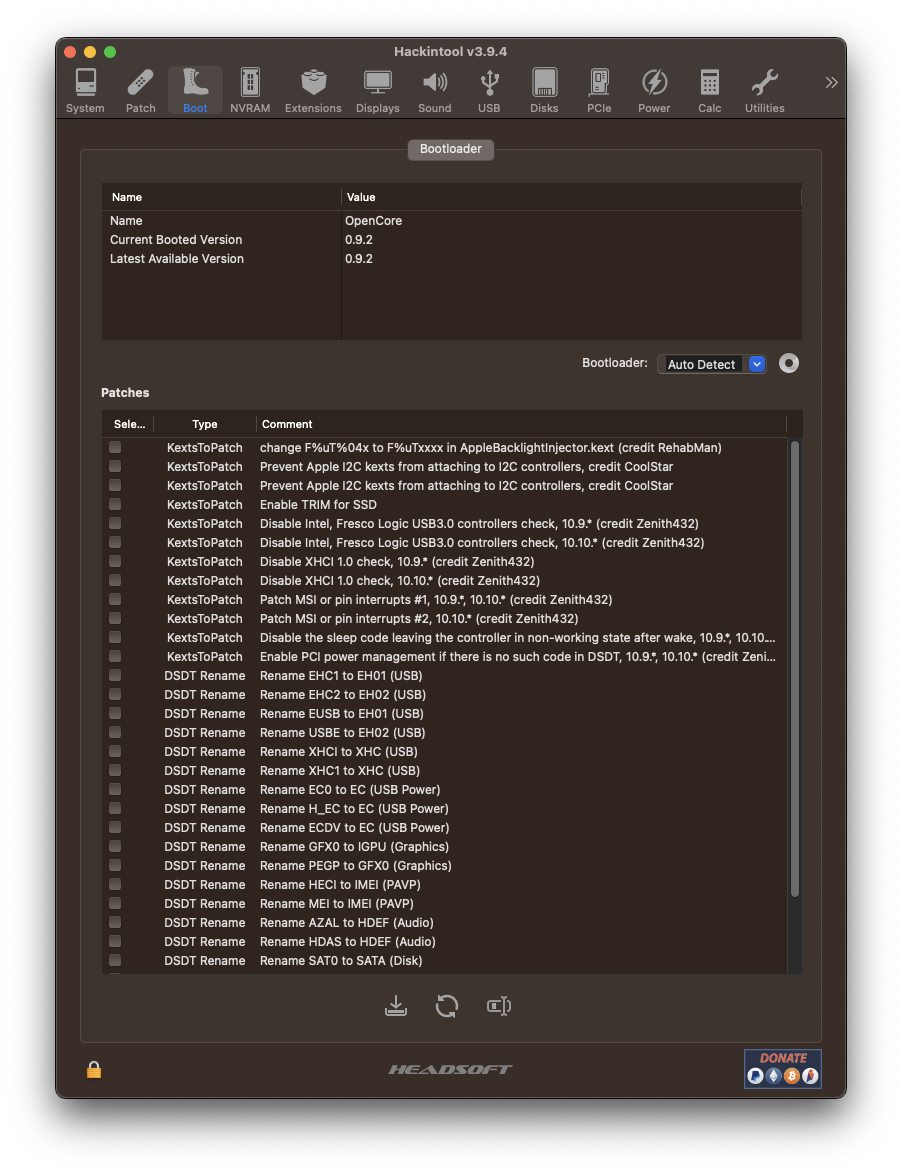 Hackintool v3.9.4
System Patch Boot NVRAM Extensions Displays Sound USB Disks PCIe Power Calc Utilities
Bootloader
Name Value
Name OpenCore
Current Booted Version 0.9.2
Latest Available Version 0.9.2
Bootloader: Auto Detect
Patches
Sele... Type Comment
KextsToPatch change F%uT%04x to F%uTxxxx in AppleBacklightInjector.kext (credit RehabMan)
KextsToPatch Prevent Apple I2C kexts from attaching to I2C controllers, credit CoolStar
KextsToPatch Prevent Apple I2C kexts from attaching to I2C controllers, credit CoolStar
KextsToPatch Enable TRIM for SSD
KextsToPatch Disable Intel, Fresco Logic USB3.0 controllers check, 10.9.* (credit Zenith432)
KextsToPatch Disable Intel, Fresco Logic USB3.0 controllers check, 10.10.* (credit Zenith432)
KextsToPatch Disable XHCI 1.0 check, 10.9.* (credit Zenith432)
KextsToPatch Disable XHCI 1.0 check, 10.10.* (credit Zenith432)
KextsToPatch Patch MSI or pin interrupts #1, 10.9.*, 10.10.* (credit Zenith432)
KextsToPatch Patch MSI or pin interrupts #2, 10.10.* (credit Zenith432)
KextsToPatch Disable the sleep code leaving the controller in non-working state after wake, 10.9.*, 10.10....
KextsToPatch Enable PCI power management if there is no such code in DSDT, 10.9.*, 10.10.* (credit Zeni...
DSDT Rename Rename EHC1 to EH01 (USB)
DSDT Rename Rename EHC2 to EH02 (USB)
DSDT Rename Rename EUSB to EH01 (USB)
DSDT Rename Rename USBE to EH02 (USB)
DSDT Rename Rename XHCI to XHC (USB)
DSDT Rename Rename XHC1 to XHC (USB)
DSDT Rename Rename EC0 to EC (USB Power)
DSDT Rename Rename H_EC to EC (USB Power)
DSDT Rename Rename ECDV to EC (USB Power)
DSDT Rename Rename GFX0 to IGPU (Graphics)
DSDT Rename Rename PEGP to GFX0 (Graphics)
DSDT Rename Rename HECI to IMEI (PAVP)
DSDT Rename Rename MEI to IMEI (PAVP)
DSDT Rename Rename AZAL to HDEF (Audio)
DSDT Rename Rename HDAS to HDEF (Audio)
DSDT Rename Rename SAT0 to SATA (Disk)
HEADSOFT
DONATE